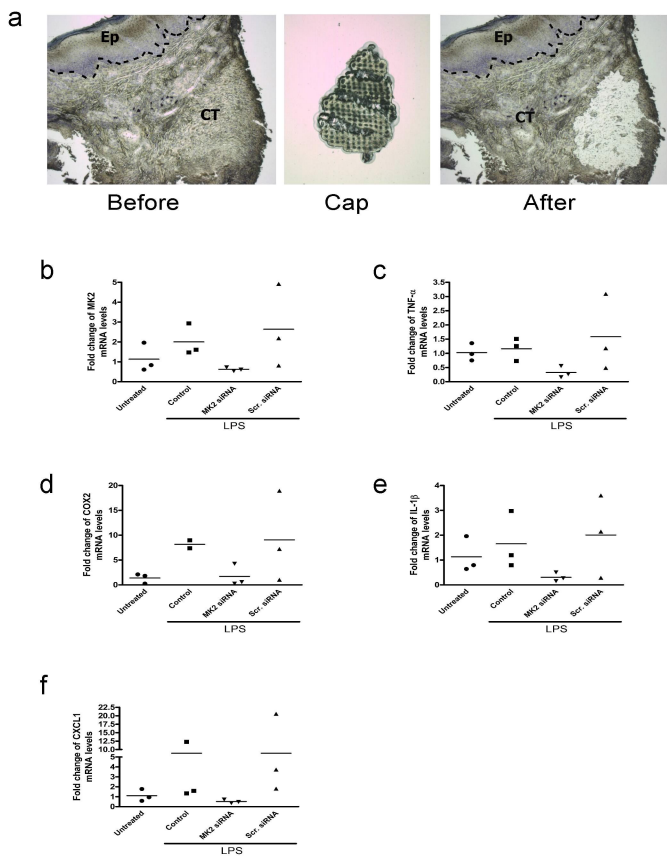 a
Ep
CT
Ep
CT
Before
Cap
After
b
Fold change of MK2
mRNA levels
5
4
3
2
1
0
Untreated
Control
MK2 siRNA
Scr. siRNA
LPS
c
Fold change of TNF-α
mRNA levels
3.5
3.0
2.5
2.0
1.5
1.0
0.5
0.0
Untreated
Control
MK2 siRNA
Scr. siRNA
LPS
d
Fold change of COX2
mRNA levels
20
15
10
5
0
Untreated
Control
MK2 siRNA
Scr. siRNA
LPS
e
Fold change of IL-1β
mRNA levels
4
3
2
1
0
Untreated
Control
MK2 siRNA
Scr. siRNA
LPS
f
Fold change of CXCL1
mRNA levels
22.5
20.0
17.5
15.0
12.5
10.0
5
4
3
2
1
0
Untreated
Control
MK2 siRNA
Scr. siRNA
LPS